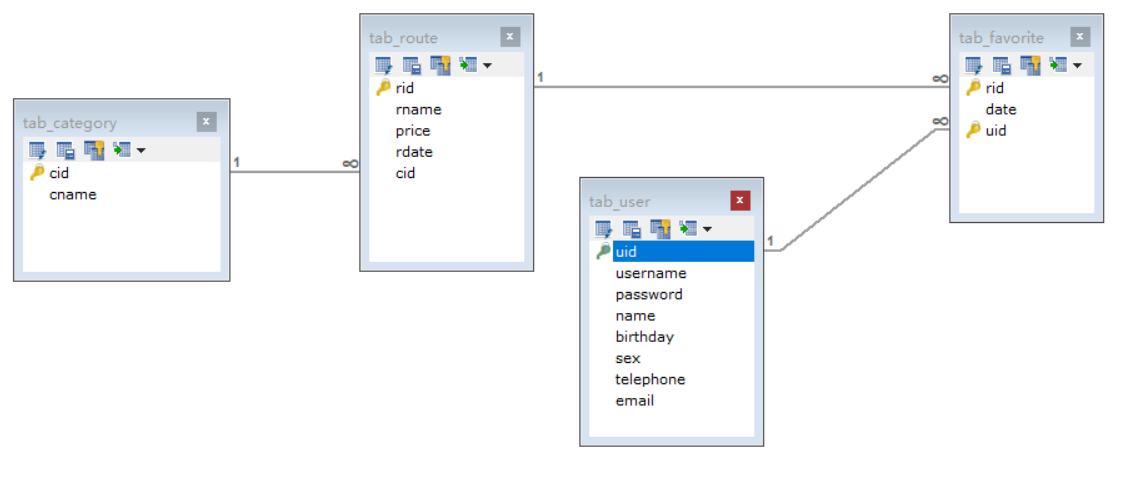 tab_category
cid
cname
1
∞
tab_route
rid
rname
price
rdate
cid
1
∞
tab_user
uid
username
password
name
birthday
sex
telephone
email
1
∞
tab_favorite
rid
date
uid